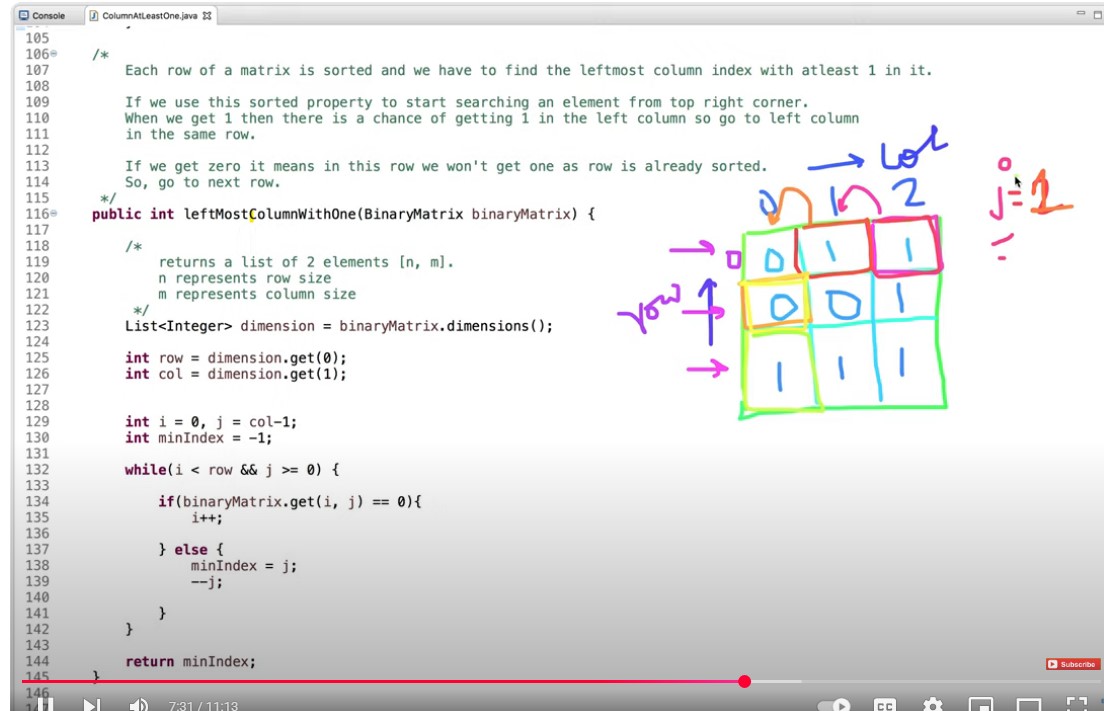 Console ColumnAtLeastOne.java
105
106 /*
107 Each row of a matrix is sorted and we have to find the leftmost column index with atleast 1 in it.
108
109 If we use this sorted property to start searching an element from top right corner.
110 When we get 1 then there is a chance of getting 1 in the left column so go to left column
111 in the same row.
112
113 If we get zero it means in this row we won't get one as row is already sorted.
114 So, go to next row.
115 */
116 public int leftMostColumnWithOne(BinaryMatrix binaryMatrix) {
117
118 /*
119 returns a list of 2 elements [n, m].
120 n represents row size
121 m represents column size
122 */
123 List<Integer> dimension = binaryMatrix.dimensions();
124
125 int row = dimension.get(0);
126 int col = dimension.get(1);
127
128
129 int i = 0, j = col-1;
130 int minIndex = -1;
131
132 while(i < row && j >= 0) {
133
134 if(binaryMatrix.get(i, j) == 0){
135 i++;
136
137 } else {
138 minIndex = j;
139 --j;
140
141 }
142 }
143
144 return minIndex;
145 }
146
147
→ Col
0 1 2
0 0 1 1
row 0 0 1
1 1 1
0
j = 1
Subscribe
7:31 / 11:13
CC